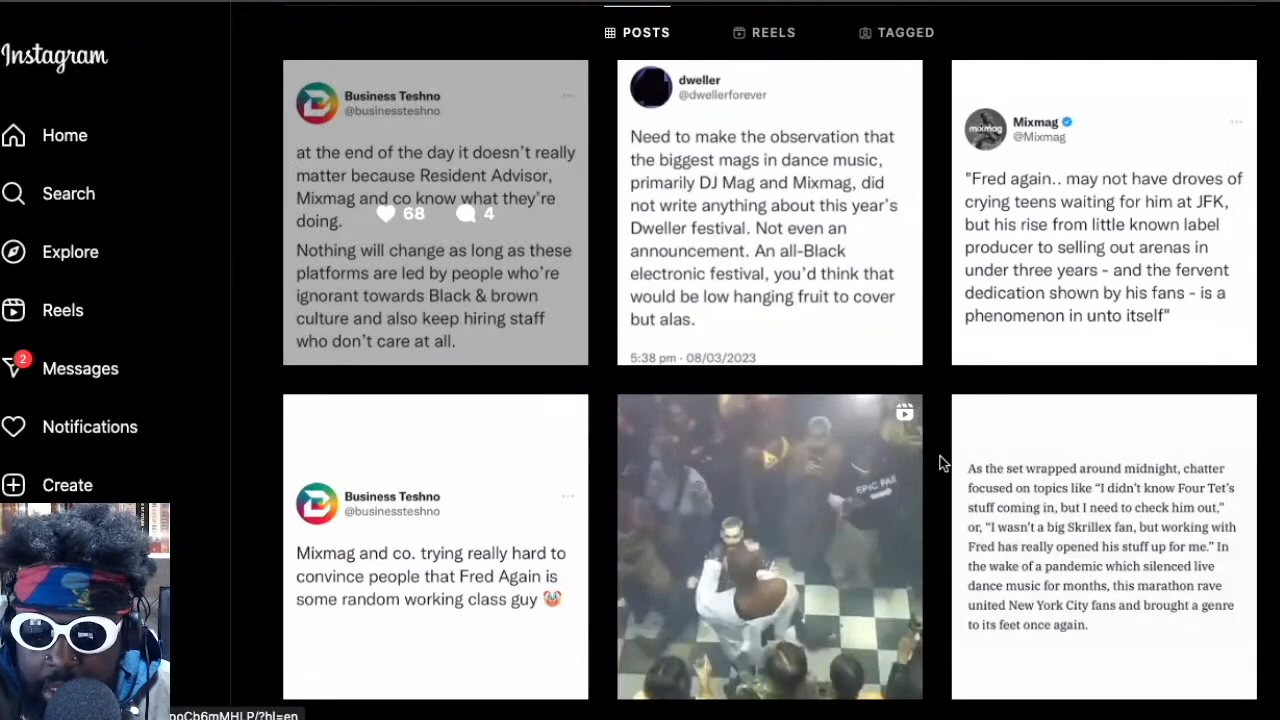 Instagram
Home
Search
Explore
Reels
2
Messages
Notifications
Create
POSTS
REELS
TAGGED
Business Teshno
@businessteshno
at the end of the day it doesn't really
matter because Resident Advisor,
Mixmag and co know what they're
doing.
68
4
Nothing will change as long as these
platforms are led by people who're
ignorant towards Black & brown
culture and also keep hiring staff
who don't care at all.
dweller
@dwellerforever
Need to make the observation that
the biggest mags in dance music,
primarily DJ Mag and Mixmag, did
not write anything about this year's
Dweller festival. Not even an
announcement. An all-Black
electronic festival, you'd think that
would be low hanging fruit to cover
but alas.
5:38 pm · 08/03/2023
mixmag
Mixmag
@Mixmag
"Fred again.. may not have droves of
crying teens waiting for him at JFK,
but his rise from little known label
producer to selling out arenas in
under three years - and the fervent
dedication shown by his fans - is a
phenomenon in unto itself"
Business Teshno
@businessteshno
Mixmag and co. trying really hard to
convince people that Fred Again is
some random working class guy 🤡
EPIC FAIL
As the set wrapped around midnight, chatter
focused on topics like "I didn't know Four Tet's
stuff coming in, but I need to check him out,"
or, "I wasn't a big Skrillex fan, but working with
Fred has really opened his stuff up for me." In
the wake of a pandemic which silenced live
dance music for months, this marathon rave
united New York City fans and brought a genre
to its feet once again.